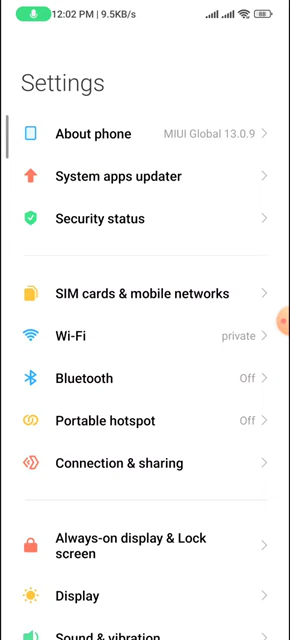 12:02 PM | 9.5KB/s
88
Settings
About phone MIUI Global 13.0.9
System apps updater
Security status
SIM cards & mobile networks
Wi-Fi private
Bluetooth Off
Portable hotspot Off
Connection & sharing
Always-on display & Lock
screen
Display
Sound & vibration